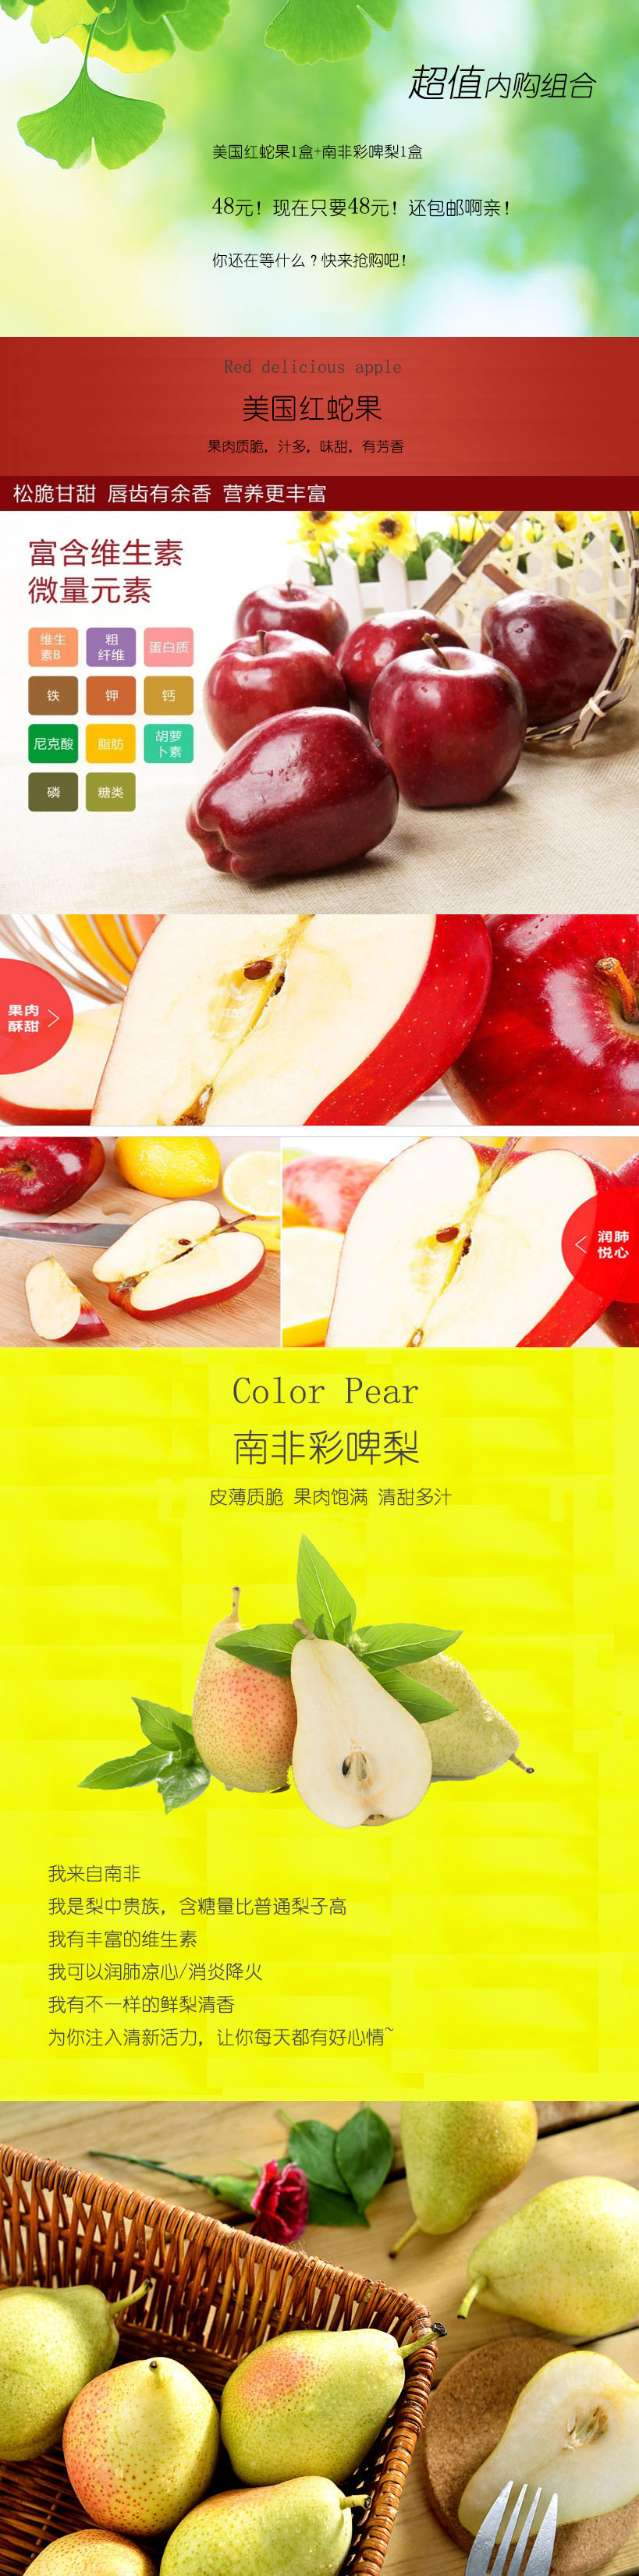 超值内购组合
美国红蛇果1盒+南非彩啤梨1盒
48元！现在只要48元！还包邮啊亲！
你还在等什么？快来抢购吧！
Red delicious apple
美国红蛇果
果肉质脆，汁多，味甜，有芳香
松脆甘甜 唇齿有余香 营养更丰富
富含维生素
微量元素
维生
素B
粗
纤维
蛋白质
铁
钾
钙
尼克酸
脂肪
胡萝
卜素
磷
糖类
果肉
酥甜
润肺
悦心
Color Pear
南非彩啤梨
皮薄质脆 果肉饱满 清甜多汁
我来自南非
我是梨中贵族，含糖量比普通梨子高
我有丰富的维生素
我可以润肺凉心/消炎降火
我有不一样的鲜梨清香
为你注入清新活力，让你每天都有好心情~